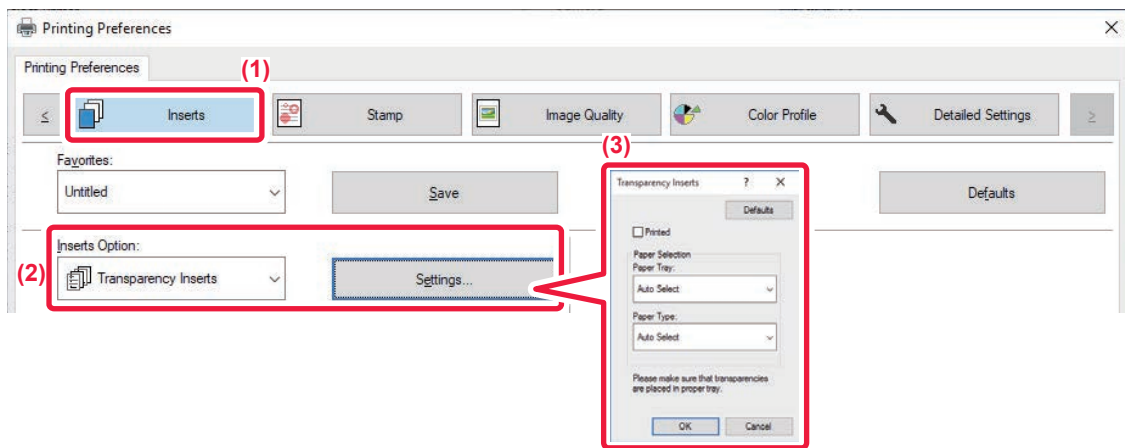 Printing Preferences
Printing Preferences
(1)
< Inserts Stamp Image Quality Color Profile Detailed Settings >
(3)
Favorites:
Untitled Save Defaults
(2)
Inserts Option:
Transparency Inserts Settings...
Transparency Inserts ? X
Defaults
Printed
Paper Selection
Paper Tray:
Auto Select
Paper Type:
Auto Select
Please make sure that transparencies
are placed in proper tray.
OK Cancel